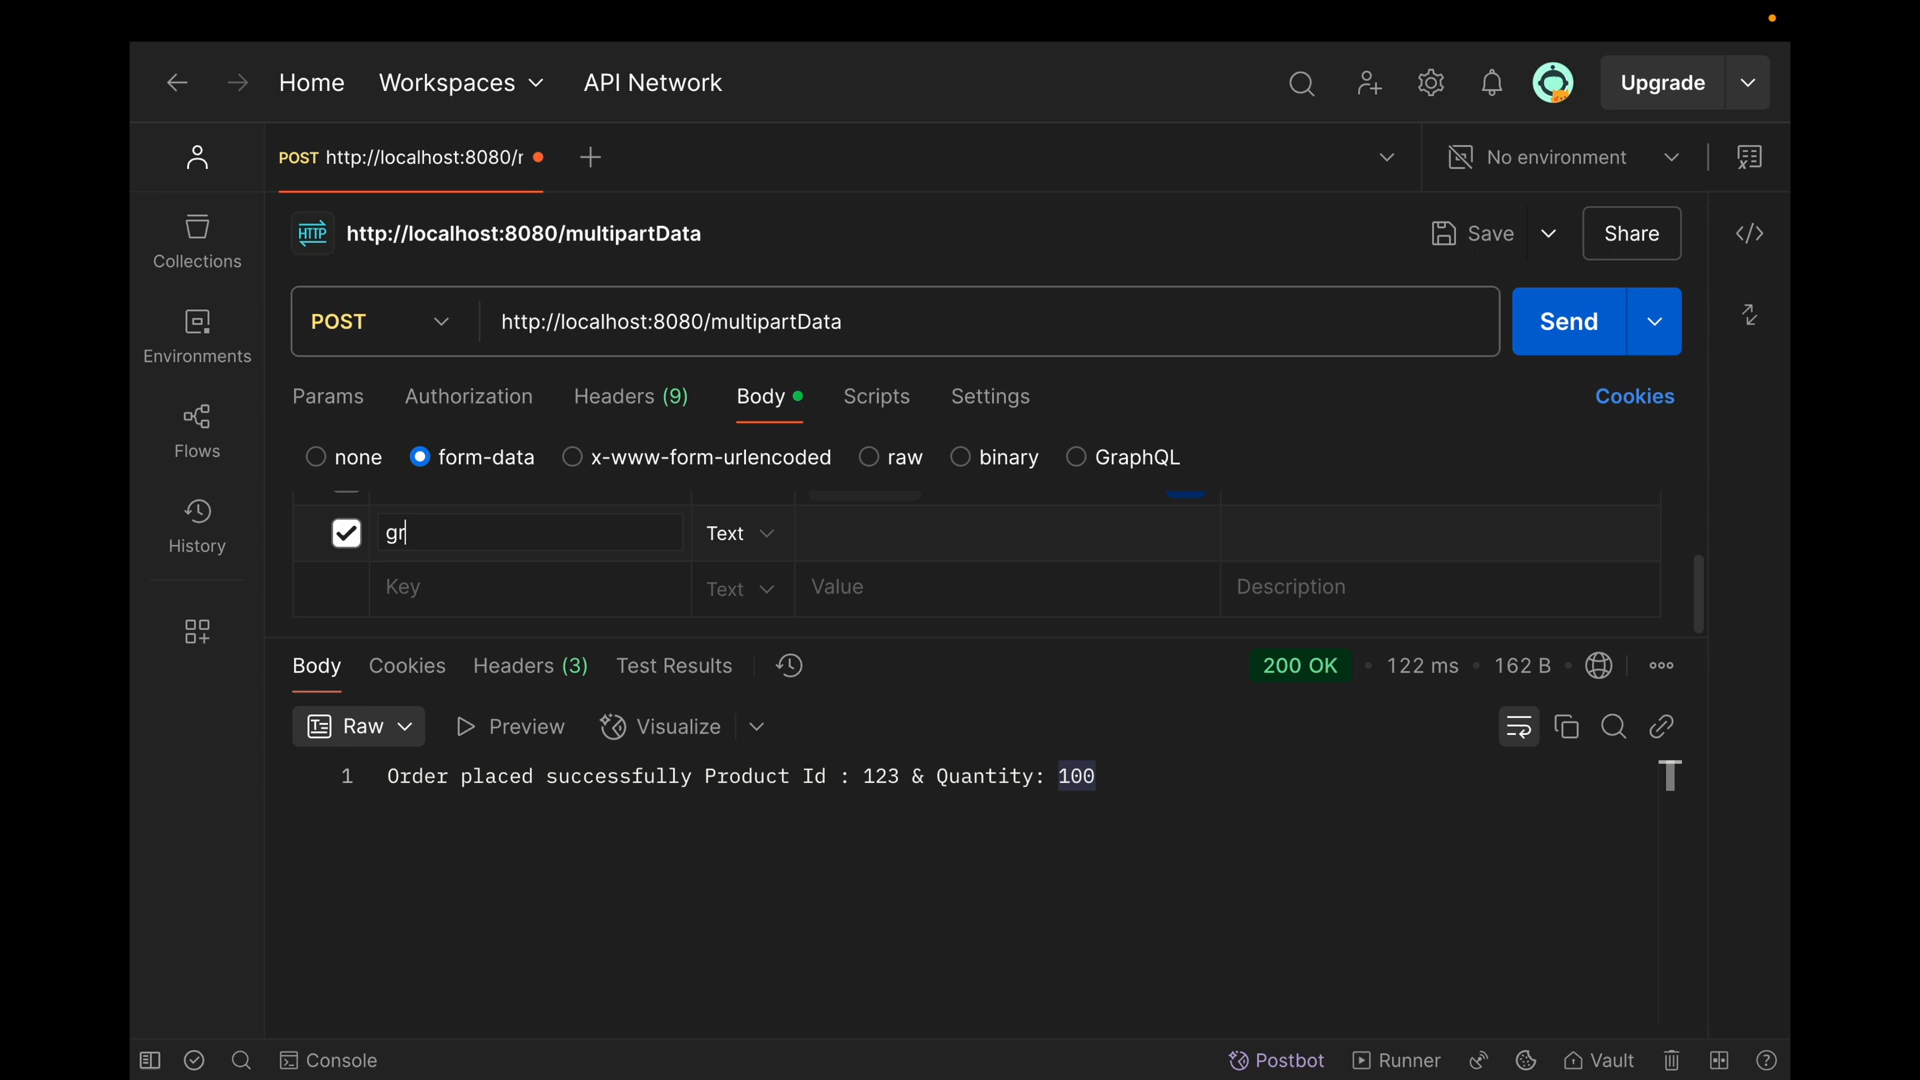 Home Workspaces API Network Upgrade
POST http://localhost:8080/r No environment
HTTP http://localhost:8080/multipartData Save Share
Collections
POST http://localhost:8080/multipartData Send
Environments
Params Authorization Headers (9) Body Scripts Settings Cookies
Flows
none form-data x-www-form-urlencoded raw binary GraphQL
gr Text
History
Key Text Value Description
Body Cookies Headers (3) Test Results 200 OK 122 ms 162 B
Raw Preview Visualize
1 Order placed successfully Product Id : 123 & Quantity: 100
Console Postbot Runner Vault